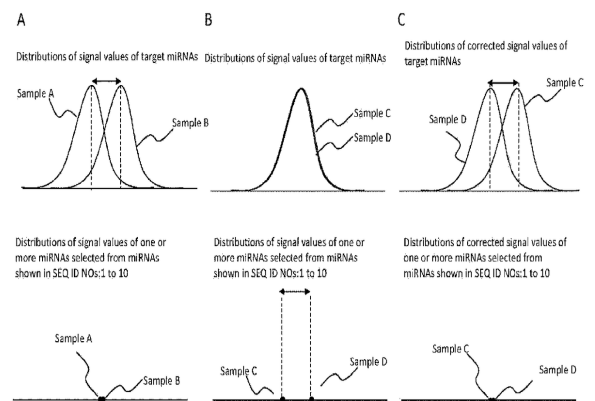 A
Distributions of signal values of target miRNAs
Sample A
Sample B
Distributions of signal values of one or
more miRNAs selected from miRNAs
shown in SEQ ID NOs:1 to 10
Sample A
Sample B
B
Distributions of signal values of target miRNAs
Sample C
Sample D
Distributions of signal values of one or
more miRNAs selected from miRNAs
shown in SEQ ID NOs:1 to 10
Sample C
Sample D
C
Distributions of corrected signal values of
target miRNAs
Sample C
Sample D
Distributions of corrected signal values of
one or more miRNAs selected from
miRNAs shown in SEQ ID NOs:1 to 10
Sample C
Sample D